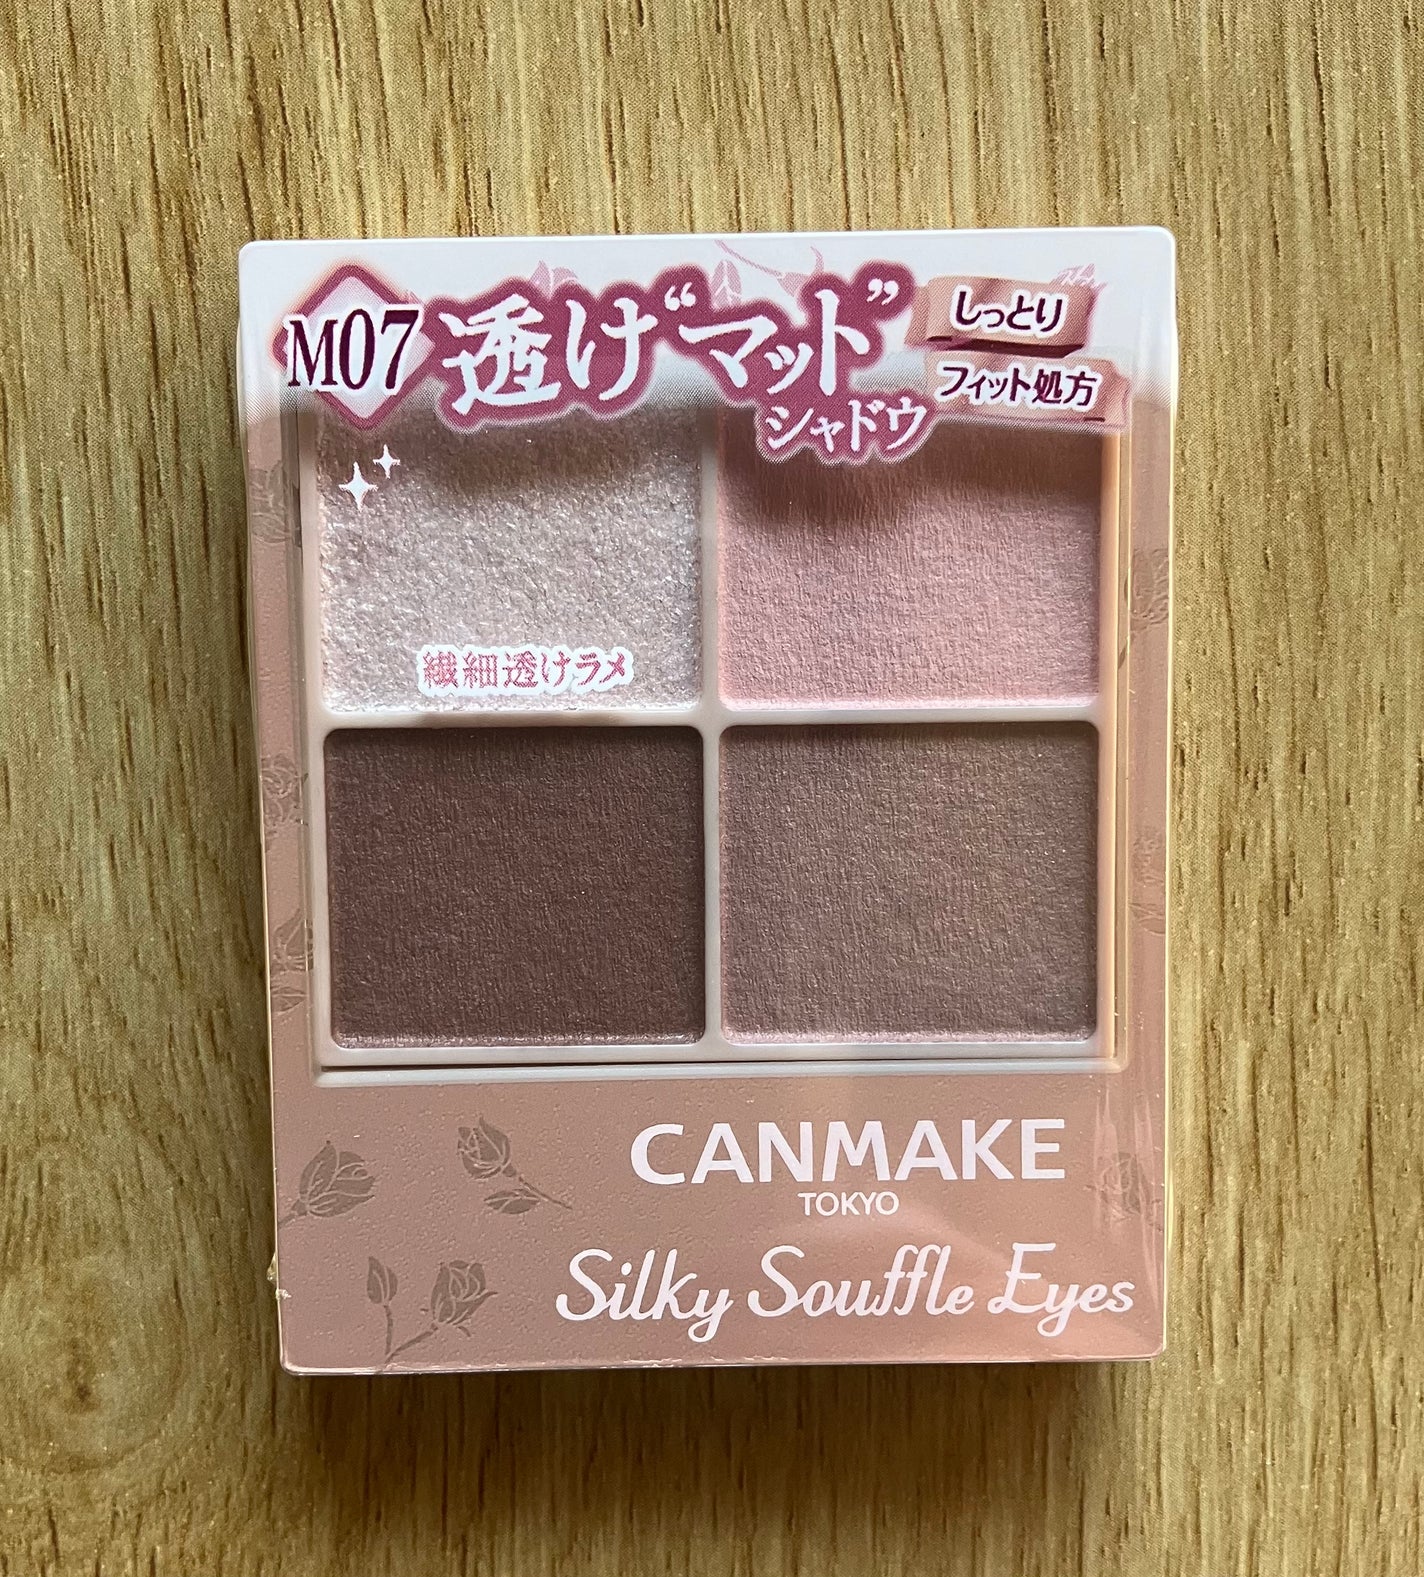 M07
透け“マット”
シャドウ
しっとり
フィット処方
繊細透けラメ
CANMAKE
TOKYO
Silky Souffle Eyes